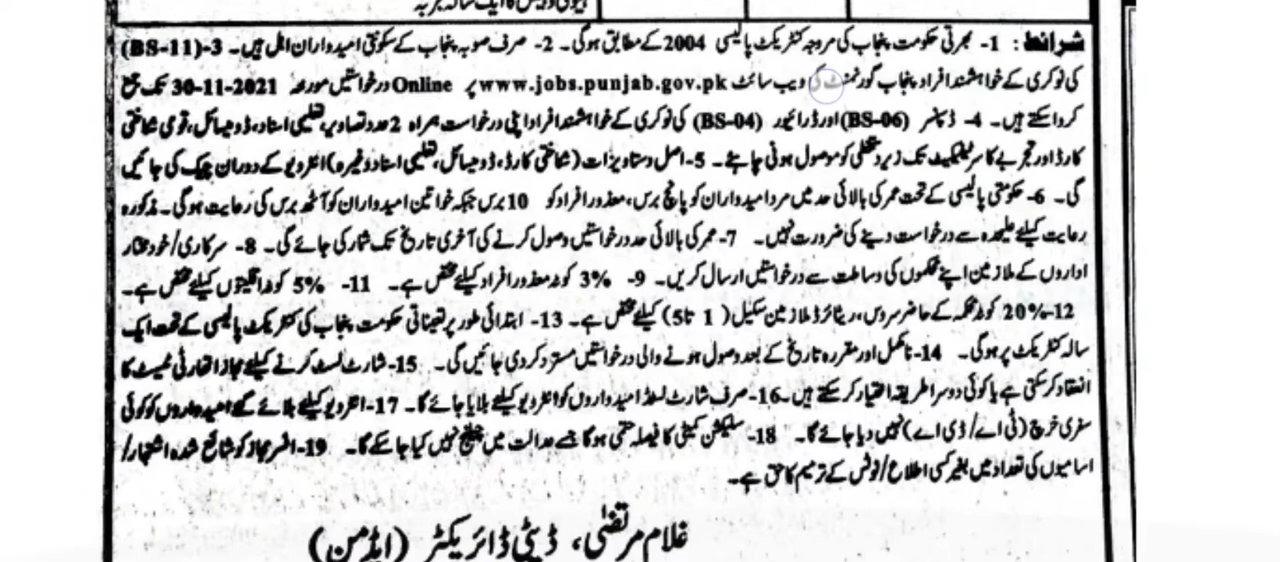 ہیوی وہیکل کا ایک سالہ تجربہ
شرائط: 1- بھرتی حکومت پنجاب کی مروجہ کنٹریکٹ پالیسی 2004 کے مطابق ہوگی۔ 2- صرف صوبہ پنجاب کے سکونتی امیدواران اہل ہیں۔ 3-(BS-11)
کی نوکری کے خواہشمند افراد پنجاب گورنمنٹ کی ویب سائٹ www.jobs.punjab.gov.pk پر Online درخواستیں مورخہ 30-11-2021 تک جمع
کرواسکتے ہیں۔ 4- ڈسپنسر (BS-06) اور ڈرائیور (BS-04) کی نوکری کے خواہشمند افراد اپنی درخواست ہمراہ 2 عدد تصاویر، تعلیمی اسناد، ڈومیسائل، قومی شناختی
کارڈ اور تجربے کا سرٹیفکیٹ تک زیر دستخطی کو موصول ہونی چاہئے۔ 5- اصل دستاویزات (شناختی کارڈ، ڈومیسائل، تعلیمی اسناد وغیرہ) انٹرویو کے دوران چیک کی جائیں
گی۔ 6- حکومتی پالیسی کے تحت عمر کی بالائی حد میں مرد امیدواران کو پانچ برس، معذور افراد کو 10 برس جبکہ خواتین امیدواران کو آٹھ برس کی رعایت ہوگی۔ مذکورہ
رعایت کیلئے علیحدہ سے درخواست دینے کی ضرورت نہیں۔ 7- عمر کی بالائی حد درخواستیں وصول کرنے کی آخری تاریخ تک شمار کی جائے گی۔ 8- سرکاری/خودمختار
اداروں کے ملازمین اپنے محکموں کی وساطت سے درخواستیں ارسال کریں۔ 9- 3% کوٹہ معذور افراد کیلئے مختص ہے۔ 11- 5% کوٹہ اقلیتوں کیلئے مختص ہے۔
12-20% کوٹہ محکمہ کے حاضر سروس، ریٹائرڈ ملازمین سکیل (1 تا 5) کیلئے مختص ہے۔ 13- ابتدائی طور پر تعیناتی حکومت پنجاب کی کنٹریکٹ پالیسی کے تحت ایک
سالہ کنٹریکٹ پر ہوگی۔ 14- نامکمل اور مقررہ تاریخ کے بعد وصول ہونے والی درخواستیں مسترد کردی جائیں گی۔ 15- شارٹ لسٹ کرنے کیلئے مجاز اتھارٹی ٹیسٹ کا
انعقاد کرسکتی ہے یا کوئی دوسرا طریقہ اختیار کرسکتے ہیں۔ 16- صرف شارٹ لسٹڈ امیدواروں کو انٹرویو کیلئے بلایا جائے گا۔ 17- انٹرویو کیلئے بلائے گئے امیدواروں کو کوئی
سفری خرچ (ٹی اے/ ڈی اے) نہیں دیا جائے گا۔ 18- سلیکشن کمیٹی کا فیصلہ حتمی ہوگا جسے عدالت میں چیلنج نہیں کیا جاسکے گا۔ 19- افسر مجاز کو شائع شدہ اشتہار/
اسامیوں کی تعداد میں بغیر کسی اطلاع/نوٹس کے ترمیم کا حق ہے۔
غلام مرتضیٰ، ڈپٹی ڈائریکٹر (ایڈمن)